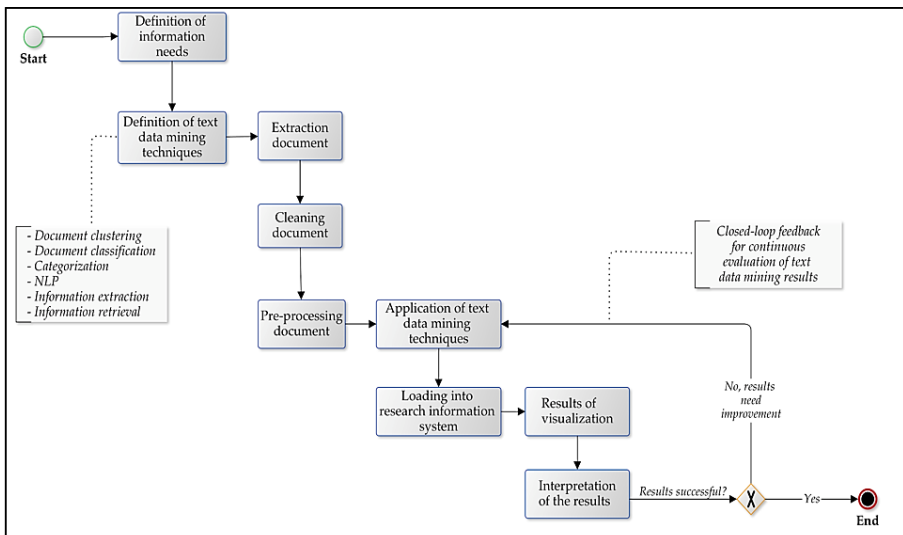 Start
Definition of
information
needs
Definition of text
data mining
techniques
Extraction
document
- Document clustering
- Document classification
- Categorization
- NLP
- Information extraction
- Information retrieval
Cleaning
document
Closed-loop feedback
for continuous
evaluation of text
data mining results
Pre-processing
document
Application of text
data mining
techniques
Loading into
research information
system
Results of
visualization
No, results
need
improvement
Interpretation
of the results
Results successful?
X
Yes
End